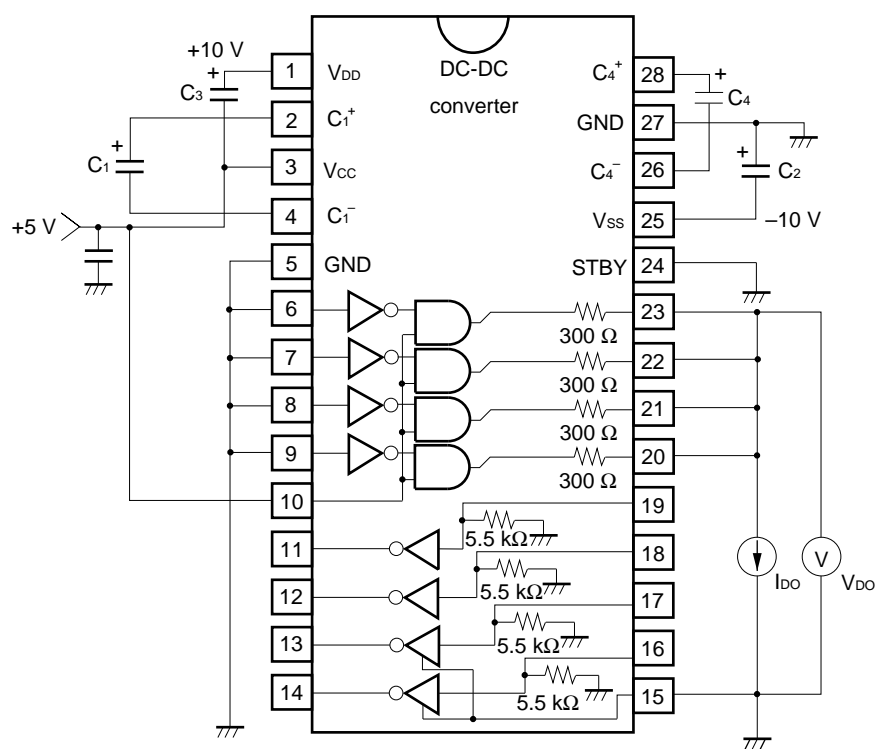 +10 V
+
C3
1
VDD
DC-DC
converter
C4+
28
+
C4
+
C1
2
C1+
GND
27
+
C2
3
VCC
C4−
26
+5 V
4
C1−
VSS
25
–10 V
5
GND
STBY
24
6
23
300 Ω
7
22
300 Ω
8
21
300 Ω
9
20
300 Ω
10
19
5.5 kΩ
11
18
5.5 kΩ
12
17
5.5 kΩ
13
16
5.5 kΩ
14
15
IDO
V
VDO